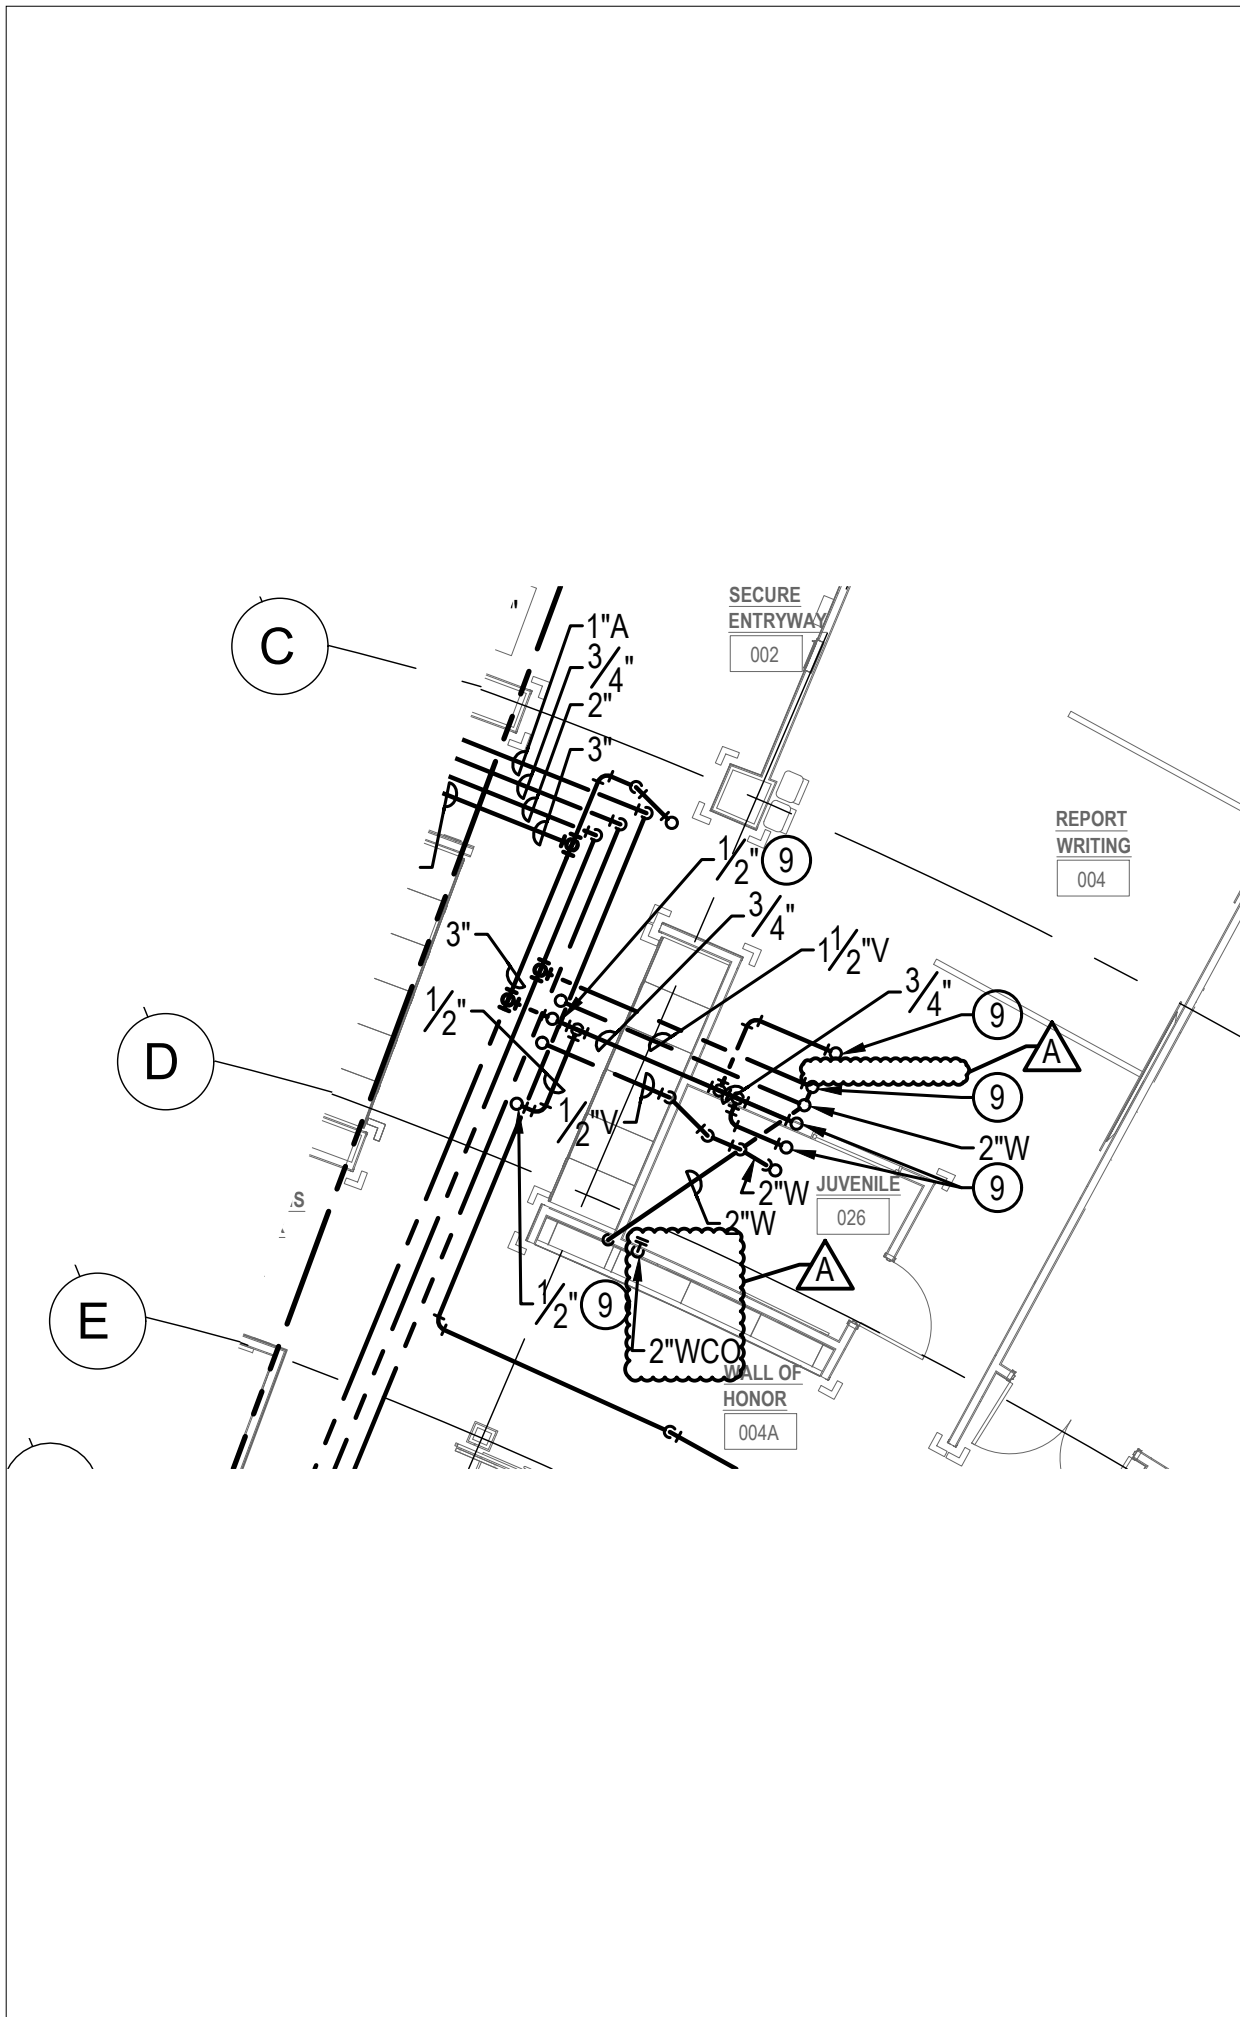 SECURE
ENTRYWAY
002
C
1"A
3/4"
2"
3"
REPORT
WRITING
004
1/2" 9
3/4"
1 1/2"V
3"
3/4"
1/2"
9
A
D
9
1/2"V
2"W
2"W
JUVENILE
9
026
2"W
S
A
E
1/2" 9
2"WCO
WALL OF
HONOR
004A